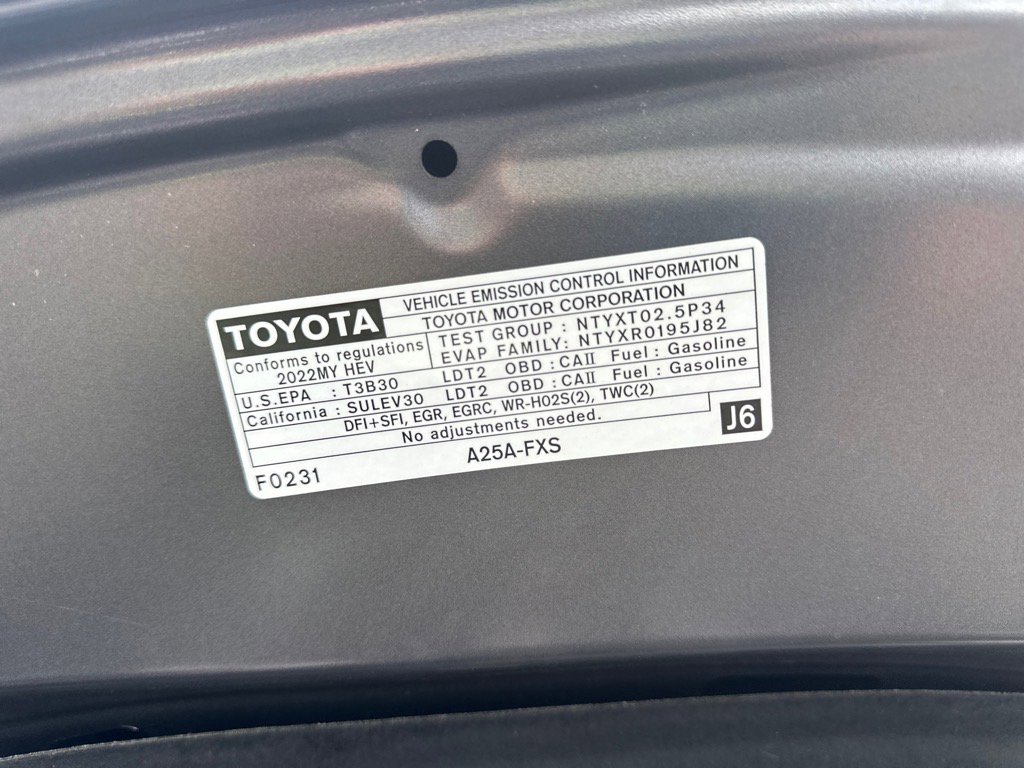 TOYOTA
VEHICLE EMISSION CONTROL INFORMATION
TOYOTA MOTOR CORPORATION
Conforms to regulations
2022MY HEV
TEST GROUP : NTYXT02.5P34
EVAP FAMILY: NTYXR0195J82
U.S.EPA : T3B30 LDT2 OBD : CAII Fuel : Gasoline
California : SULEV30 LDT2 OBD : CAII Fuel : Gasoline
DFI+SFI, EGR, EGRC, WR-HO2S(2), TWC(2)
No adjustments needed.
J6
F0231 A25A-FXS